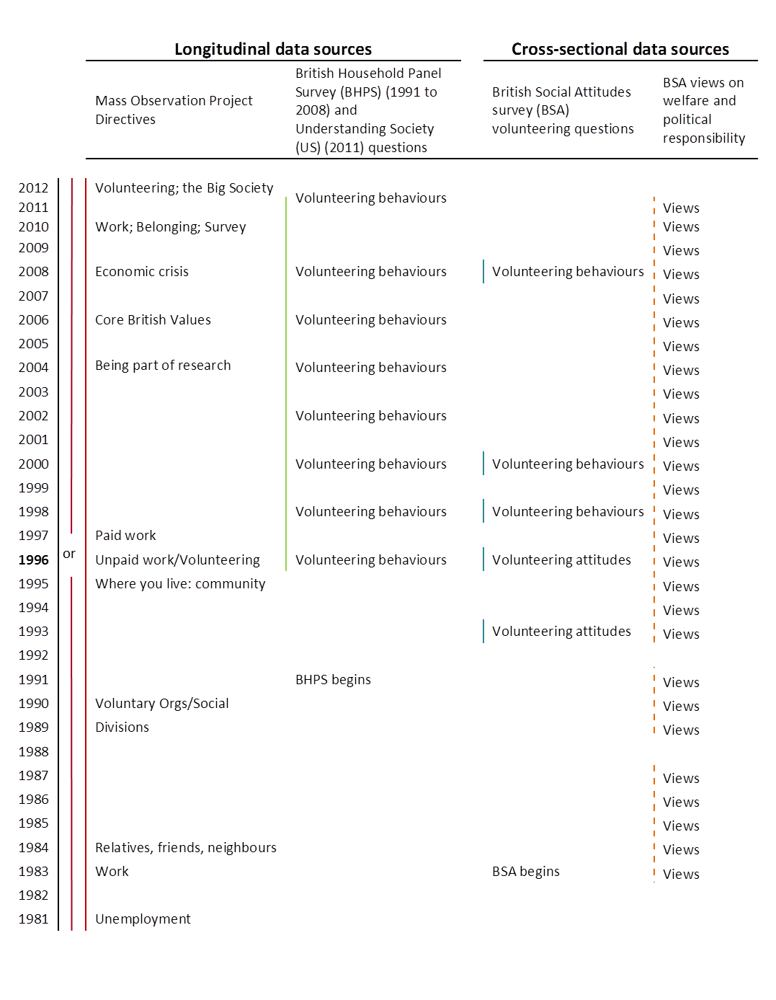 Longitudinal data sources
Cross-sectional data sources
Mass Observation Project
Directives
British Household Panel
Survey (BHPS) (1991 to
2008) and
Understanding Society
(US) (2011) questions
British Social Attitudes
survey (BSA)
volunteering questions
BSA views on
welfare and
political
responsibility
2012 Volunteering; the Big Society
Volunteering behaviours
2011 Views
2010 Work; Belonging; Survey Views
2009 Views
2008 Economic crisis Volunteering behaviours Volunteering behaviours Views
2007 Views
2006 Core British Values Volunteering behaviours Views
2005 Views
2004 Being part of research Volunteering behaviours Views
2003 Views
2002 Volunteering behaviours Views
2001 Views
2000 Volunteering behaviours Volunteering behaviours Views
1999 Views
1998 Volunteering behaviours Volunteering behaviours Views
1997 Paid work Views
or
1996 Unpaid work/Volunteering Volunteering behaviours Volunteering attitudes Views
1995 Where you live: community Views
1994 Views
1993 Volunteering attitudes Views
1992
1991 BHPS begins Views
1990 Voluntary Orgs/Social Views
1989 Divisions Views
1988
1987 Views
1986 Views
1985 Views
1984 Relatives, friends, neighbours Views
1983 Work BSA begins Views
1982
1981 Unemployment